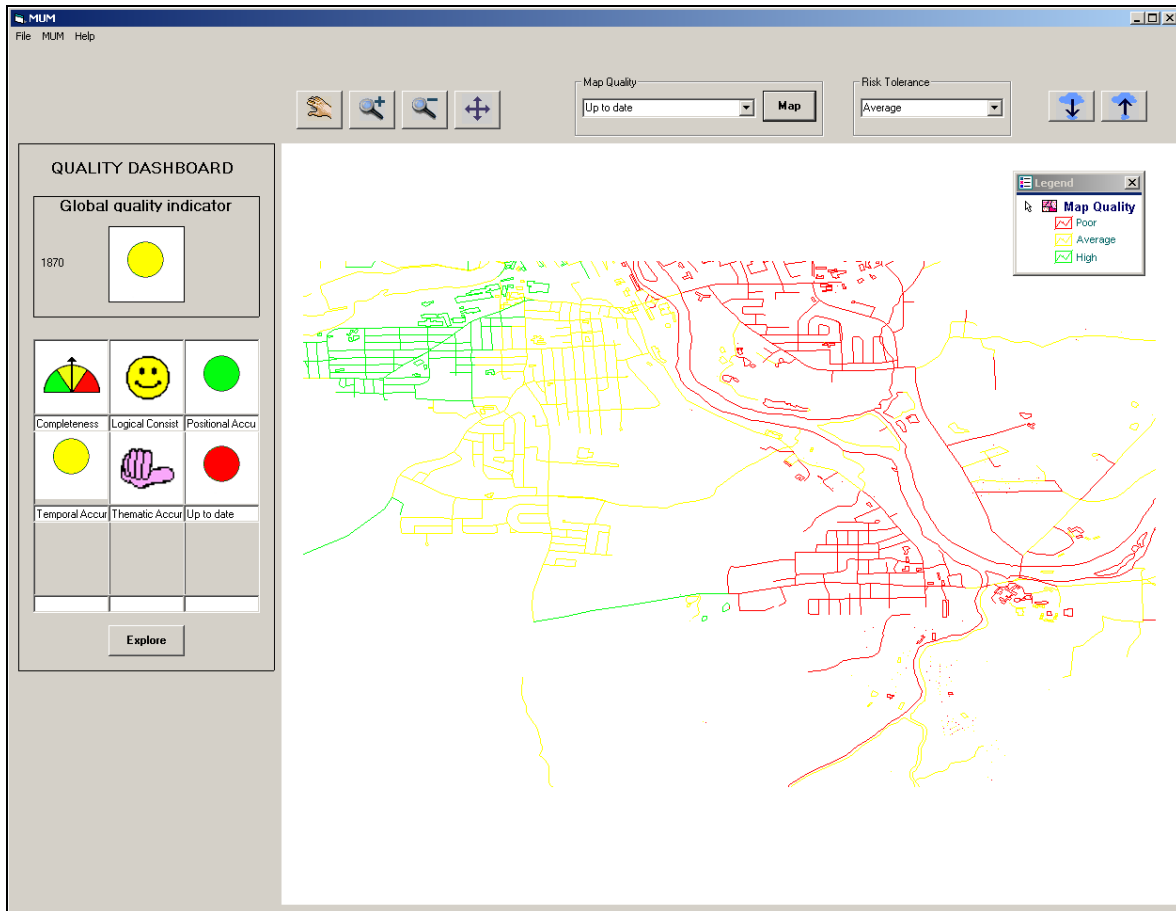 MUM
File MUM Help
Map Quality
Up to date
Map
Risk Tolerance
Average
QUALITY DASHBOARD
Global quality indicator
1870
Completeness Logical Consist Positional Accu
Temporal Accur Thematic Accur Up to date
Explore
Legend
Map Quality
Poor
Average
High